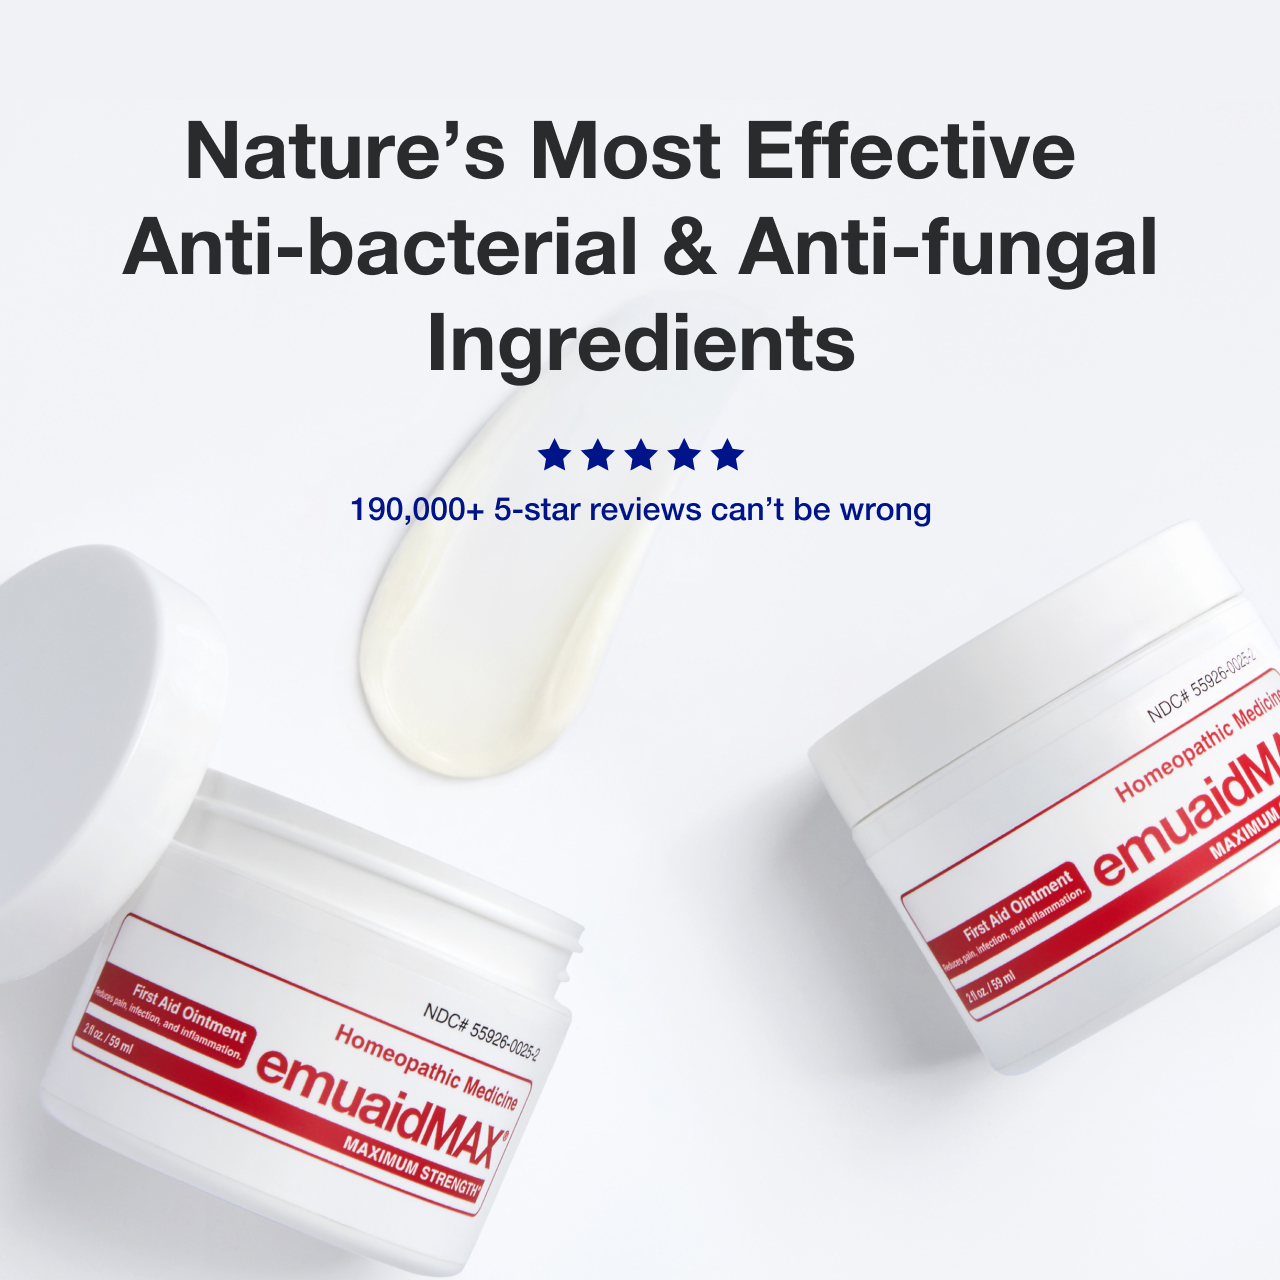 Nature’s Most Effective
Anti-bacterial & Anti-fungal
Ingredients
190,000+ 5-star reviews can’t be wrong
NDC# 55926-0025-2
Homeopathic Medicine
emuaidMAX®
MAXIMUM STRENGTH*
First Aid Ointment
Reduces pain, infection, and inflammation.
2 fl oz. / 59 ml
NDC# 55926-0025-2
Homeopathic Medicine
emuaidMA
MAXIMUM
First Aid Ointment
Reduces pain, infection, and inflammation.
2 fl oz. / 59 ml